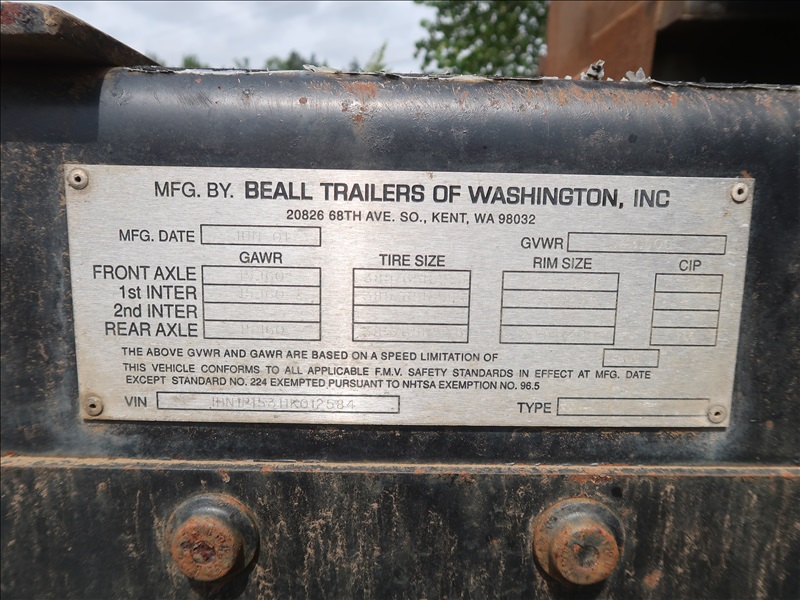 MFG. BY. BEALL TRAILERS OF WASHINGTON, INC
20826 68TH AVE. SO., KENT, WA 98032
MFG. DATE GVWR
GAWR TIRE SIZE RIM SIZE CIP
FRONT AXLE
1st INTER
2nd INTER
REAR AXLE
THE ABOVE GVWR AND GAWR ARE BASED ON A SPEED LIMITATION OF
THIS VEHICLE CONFORMS TO ALL APPLICABLE F.M.V. SAFETY STANDARDS IN EFFECT AT MFG. DATE
EXCEPT STANDARD NO. 224 EXEMPTED PURSUANT TO NHTSA EXEMPTION NO. 96.5
VIN TYPE